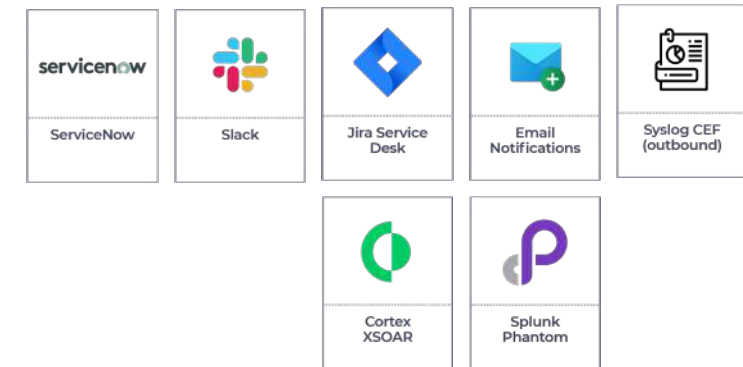 servicenow
ServiceNow
Slack
Jira Service
Desk
Email
Notifications
Syslog CEF
(outbound)
Cortex
XSOAR
Splunk
Phantom